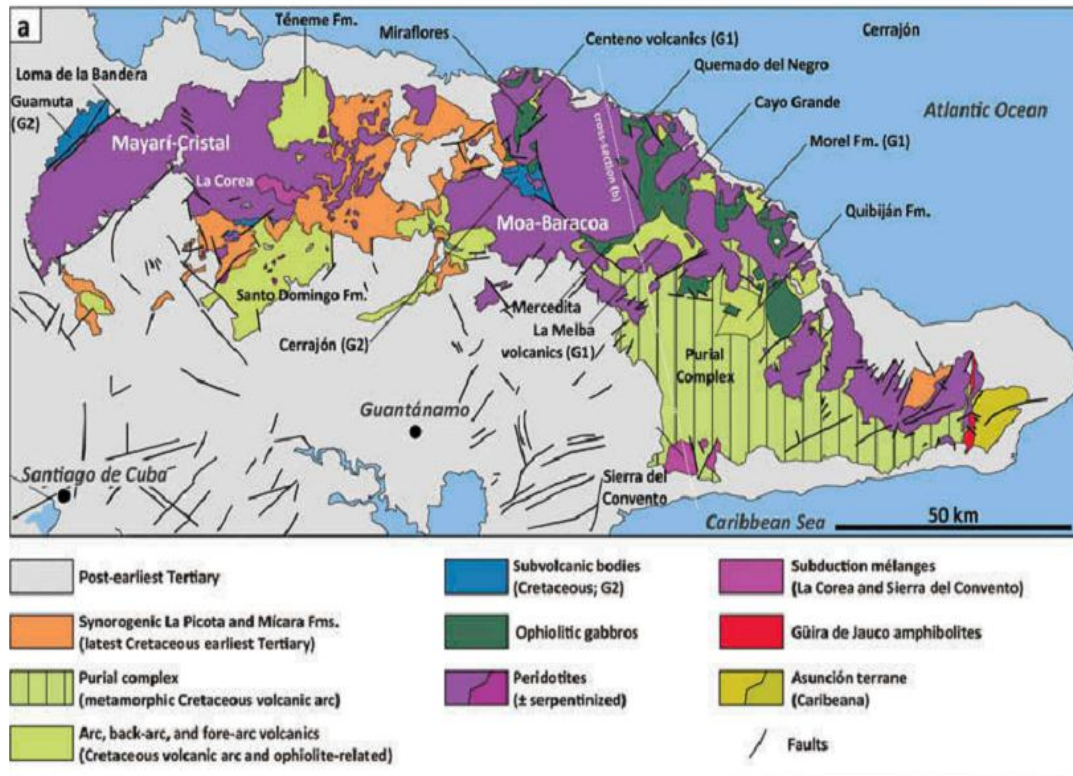 a
Téneme Fm.
Miraflores
Centeno volcanics (G1)
Cerrajón
Loma de la Bandera
Quemado del Negro
Guamuta
(G2)
Cayo Grande
Atlantic Ocean
Mayarí-Cristal
cross-section (b)
Morel Fm. (G1)
La Corea
Quibiján Fm.
Moa-Baracoa
Santo Domingo Fm.
Mercedita
Cerrajón (G2)
La Melba
volcanics (G1)
Purial
Complex
Guantánamo
Santiago de Cuba
Sierra del
Convento
50 km
Caribbean Sea
Post-earliest Tertiary
Synorogenic La Picota and Mícara Fms.
(latest Cretaceous earliest Tertiary)
Purial complex
(metamorphic Cretaceous volcanic arc)
Arc, back-arc, and fore-arc volcanics
(Cretaceous volcanic arc and ophiolite-related)
Subvolcanic bodies
(Cretaceous; G2)
Ophiolitic gabbros
Peridotites
(± serpentinized)
Subduction mélanges
(La Corea and Sierra del Convento)
Güira de Jauco amphibolites
Asunción terrane
(Caribeana)
Faults